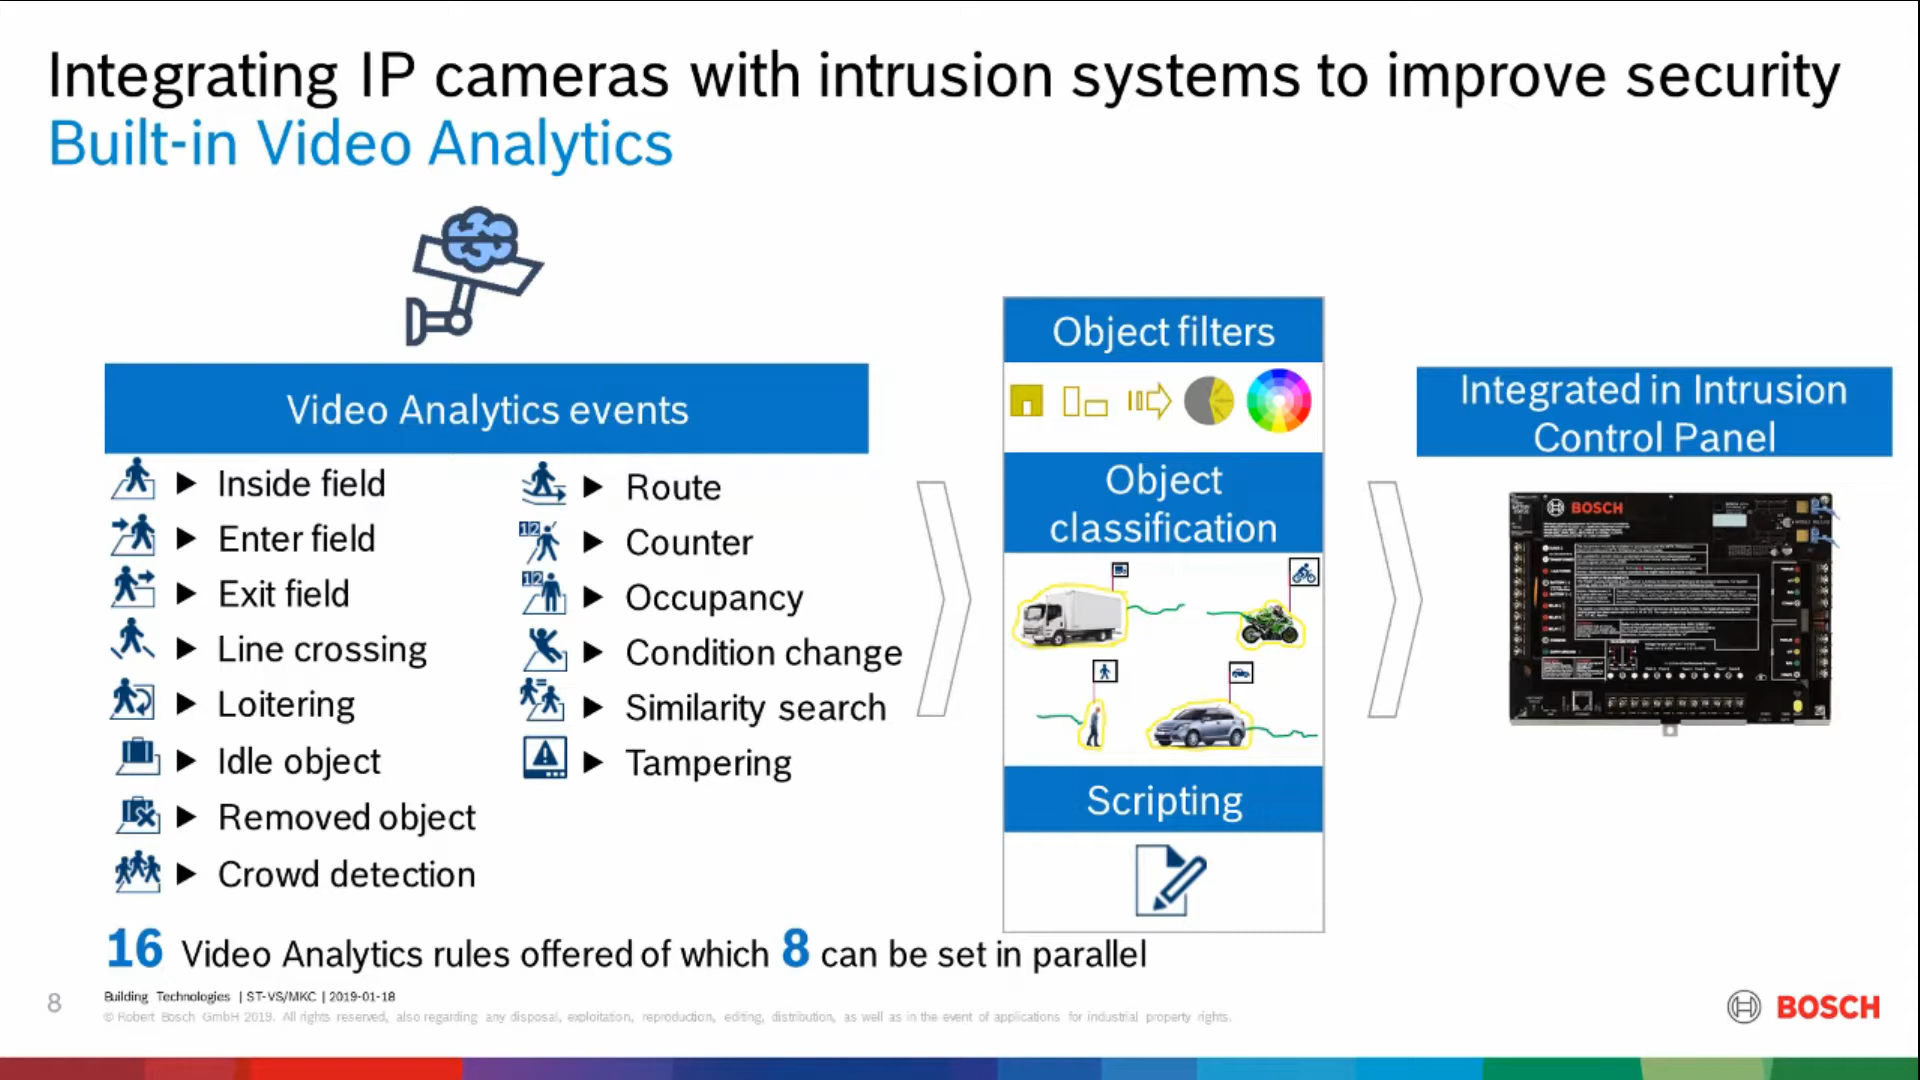 Integrating IP cameras with intrusion systems to improve security
Built-in Video Analytics
Video Analytics events
Inside field
Enter field
Exit field
Line crossing
Loitering
Idle object
Removed object
Crowd detection
Route
Counter
Occupancy
Condition change
Similarity search
Tampering
Object filters
Object
classification
Scripting
Integrated in Intrusion
Control Panel
BOSCH
16 Video Analytics rules offered of which 8 can be set in parallel
8
Building Technologies | ST-VS/MKC | 2019-01-18
© Robert Bosch GmbH 2019. All rights reserved, also regarding any disposal, exploitation, reproduction, editing, distribution, as well as in the event of applications for industrial property rights.
BOSCH